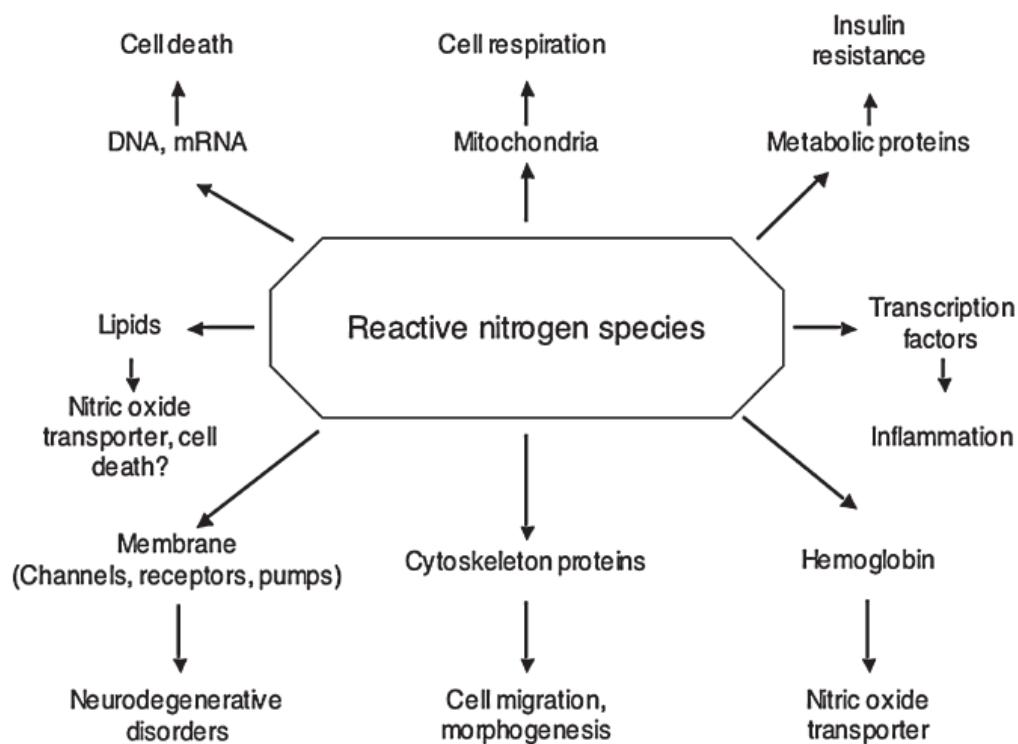 Cell death
Cell respiration
Insulin
resistance
DNA, mRNA
Mitochondria
Metabolic proteins
Lipids
Reactive nitrogen species
Transcription
factors
Nitric oxide
transporter, cell
death?
Inflammation
Membrane
(Channels, receptors, pumps)
Cytoskeleton proteins
Hemoglobin
Neurodegenerative
disorders
Cell migration,
morphogenesis
Nitric oxide
transporter